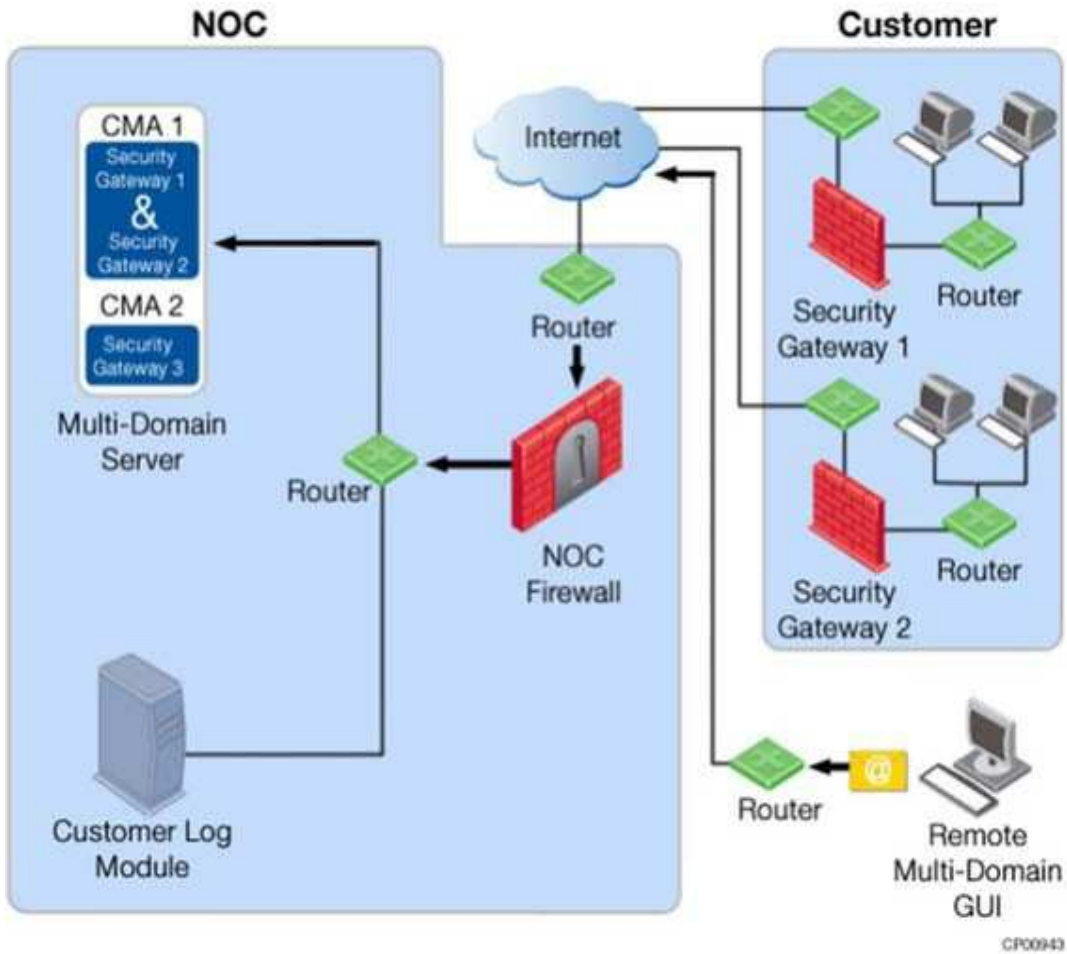 NOC
Customer
CMA 1
Security
Gateway 1
&
Security
Gateway 2
CMA 2
Security
Gateway 3
Multi-Domain
Server
Internet
Router
NOC
Firewall
Router
Customer Log
Module
Security
Gateway 1
Router
Security
Gateway 2
Router
Router
@
Remote
Multi-Domain
GUI
CP00943